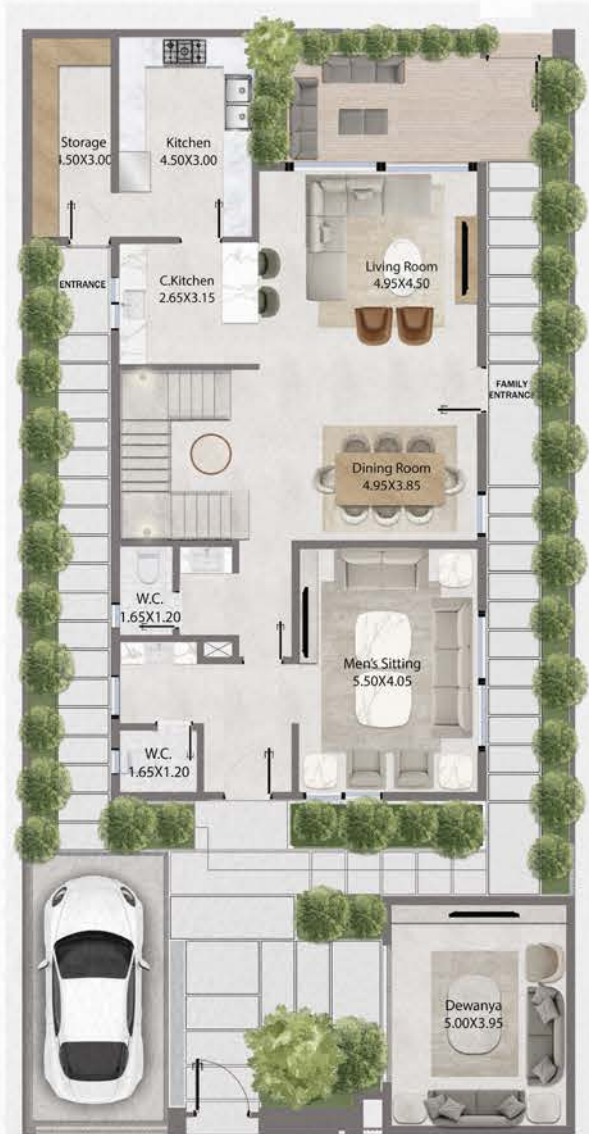 Storage
4.50X3.00
Kitchen
4.50X3.00
ENTRANCE
C.Kitchen
2.65X3.15
Living Room
4.95X4.50
FAMILY
ENTRANCE
Dining Room
4.95X3.85
W.C.
1.65X1.20
Men's Sitting
5.50X4.05
W.C.
1.65X1.20
Dewanya
5.00X3.95